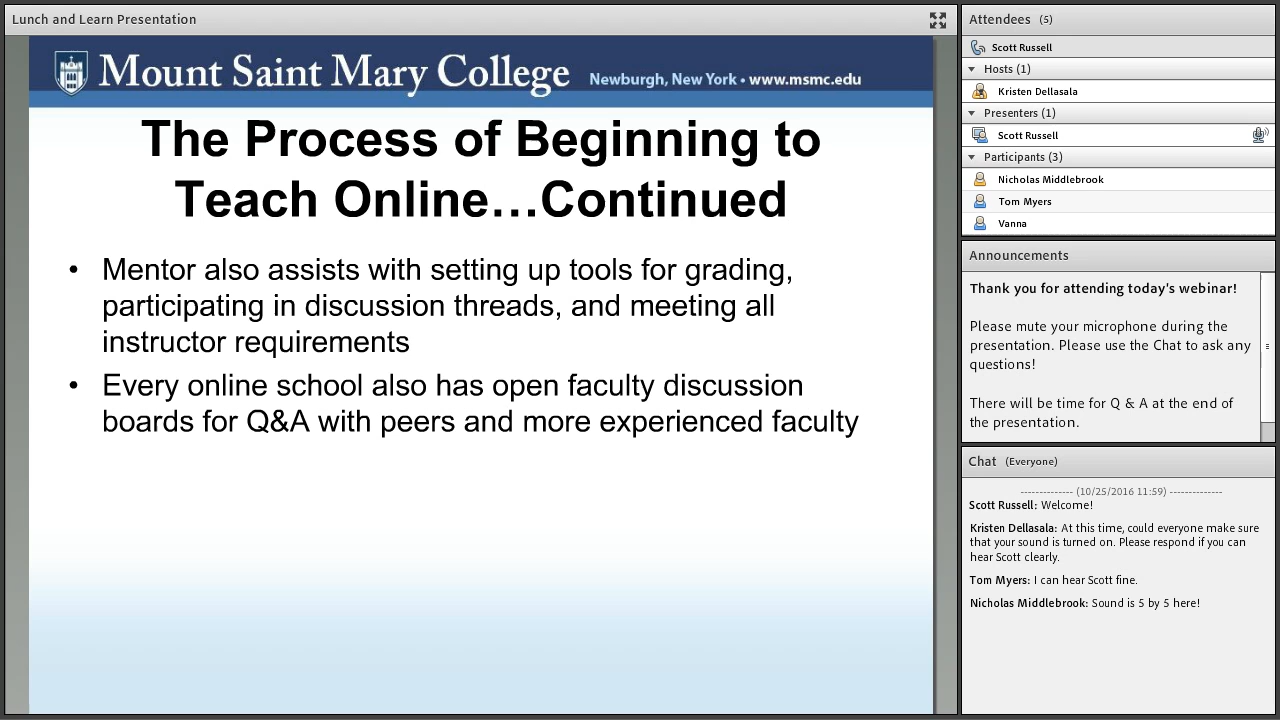 Lunch and Learn Presentation
Mount Saint Mary College Newburgh, New York • www.msmc.edu
The Process of Beginning to
Teach Online…Continued
• Mentor also assists with setting up tools for grading,
participating in discussion threads, and meeting all
instructor requirements
• Every online school also has open faculty discussion
boards for Q&A with peers and more experienced faculty
Attendees (5)
Scott Russell
Hosts (1)
Kristen Dellasala
Presenters (1)
Scott Russell
Participants (3)
Nicholas Middlebrook
Tom Myers
Vanna
Announcements
Thank you for attending today's webinar!
Please mute your microphone during the
presentation. Please use the Chat to ask any
questions!
There will be time for Q & A at the end of
the presentation.
Chat (Everyone)
-------------- (10/25/2016 11:59) --------------
Scott Russell: Welcome!
Kristen Dellasala: At this time, could everyone make sure
that your sound is turned on. Please respond if you can
hear Scott clearly.
Tom Myers: I can hear Scott fine.
Nicholas Middlebrook: Sound is 5 by 5 here!